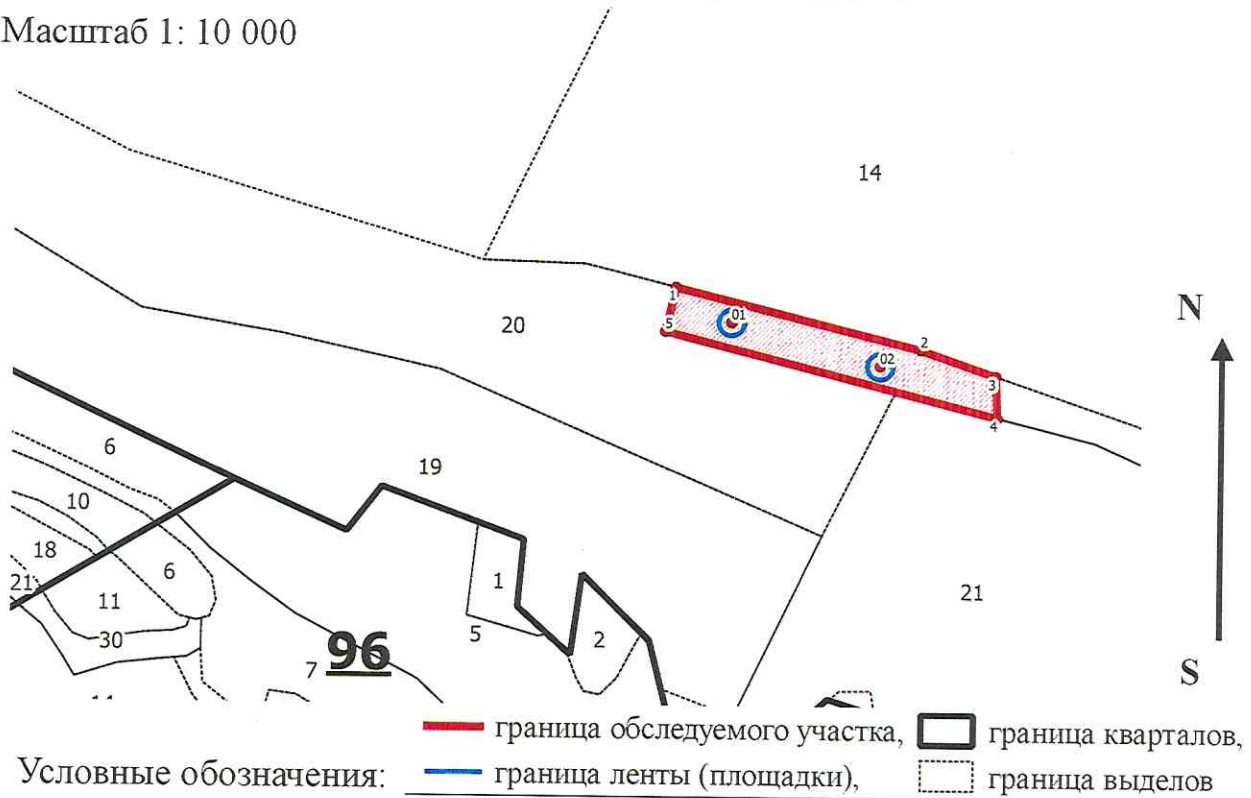 Масштаб 1: 10 000
14
1
01
20
5
2
02
3
4
N
6
19
10
18
6
21
11
1
21
30
5
2
7
96
S
граница обследуемого участка,
граница кварталов,
Условные обозначения:
граница ленты (площадки),
граница выделов